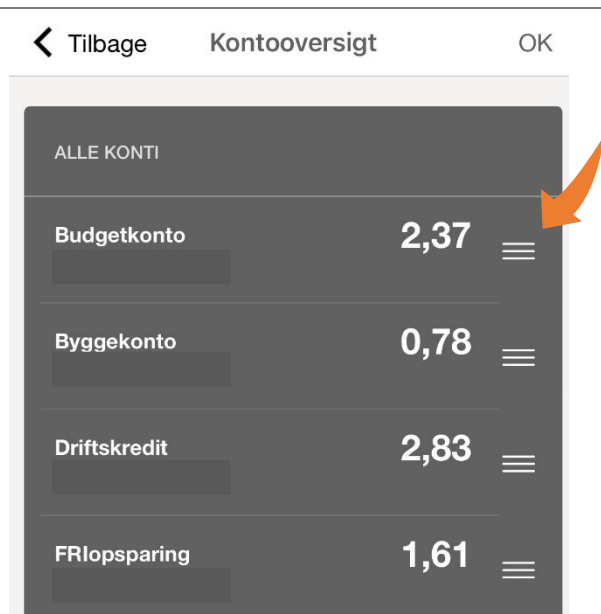 Tilbage Kontooversigt OK
ALLE KONTI
Budgetkonto 2,37
Byggekonto 0,78
Driftskredit 2,83
FRIopsparing 1,61